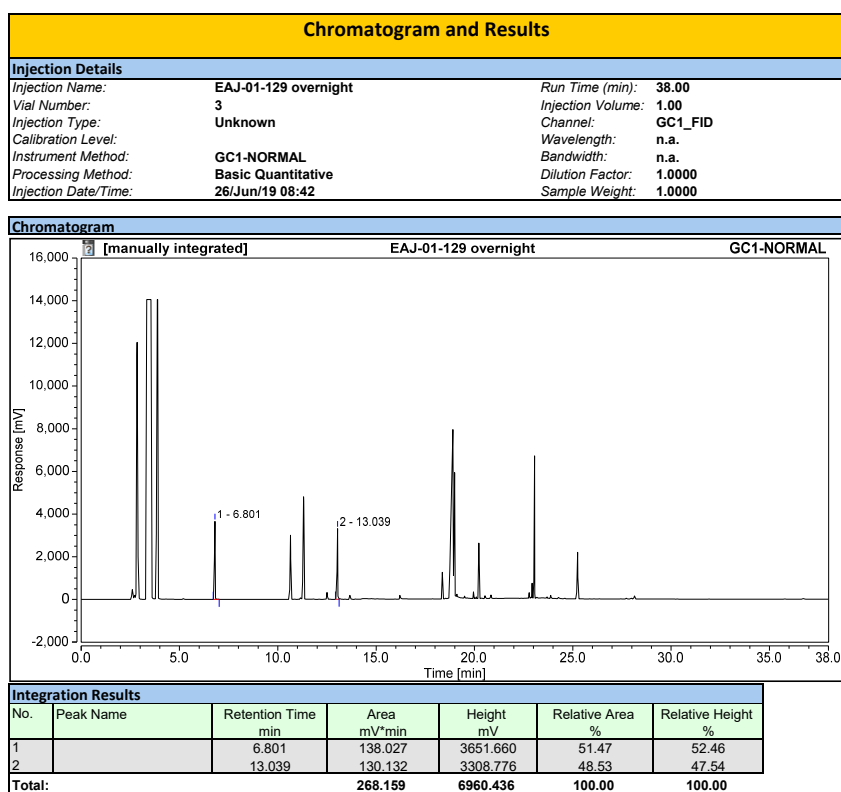 Chromatogram and Results
Injection Details
Injection Name: EAJ-01-129 overnight Run Time (min): 38.00
Vial Number: 3 Injection Volume: 1.00
Injection Type: Unknown Channel: GC1_FID
Calibration Level: Wavelength: n.a.
Instrument Method: GC1-NORMAL Bandwidth: n.a.
Processing Method: Basic Quantitative Dilution Factor: 1.0000
Injection Date/Time: 26/Jun/19 08:42 Sample Weight: 1.0000
Chromatogram
? [manually integrated] EAJ-01-129 overnight GC1-NORMAL
16,000
14,000
12,000
10,000
8,000
6,000
4,000
2,000
0
-2,000
Response [mV]
1 - 6.801
2 - 13.039
0.0 5.0 10.0 15.0 20.0 25.0 30.0 35.0 38.0
Time [min]
Integration Results
No. Peak Name Retention Time Area Height Relative Area Relative Height
min mV*min mV % %
1 6.801 138.027 3651.660 51.47 52.46
2 13.039 130.132 3308.776 48.53 47.54
Total: 268.159 6960.436 100.00 100.00